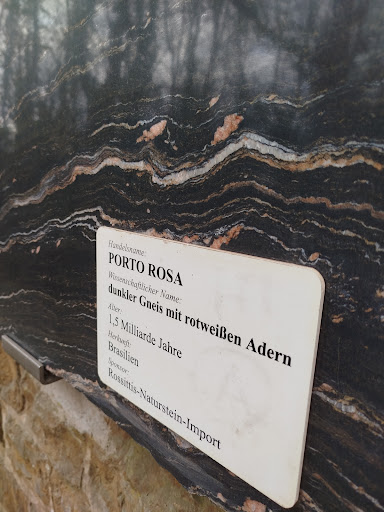 Handelsname:
PORTO ROSA
Wissenschaftlicher Name:
dunkler Gneis mit rotweißen Adern
Alter:
1,5 Milliarde Jahre
Herkunft:
Brasilien
Sponsor:
Rossittis-Naturstein-Import